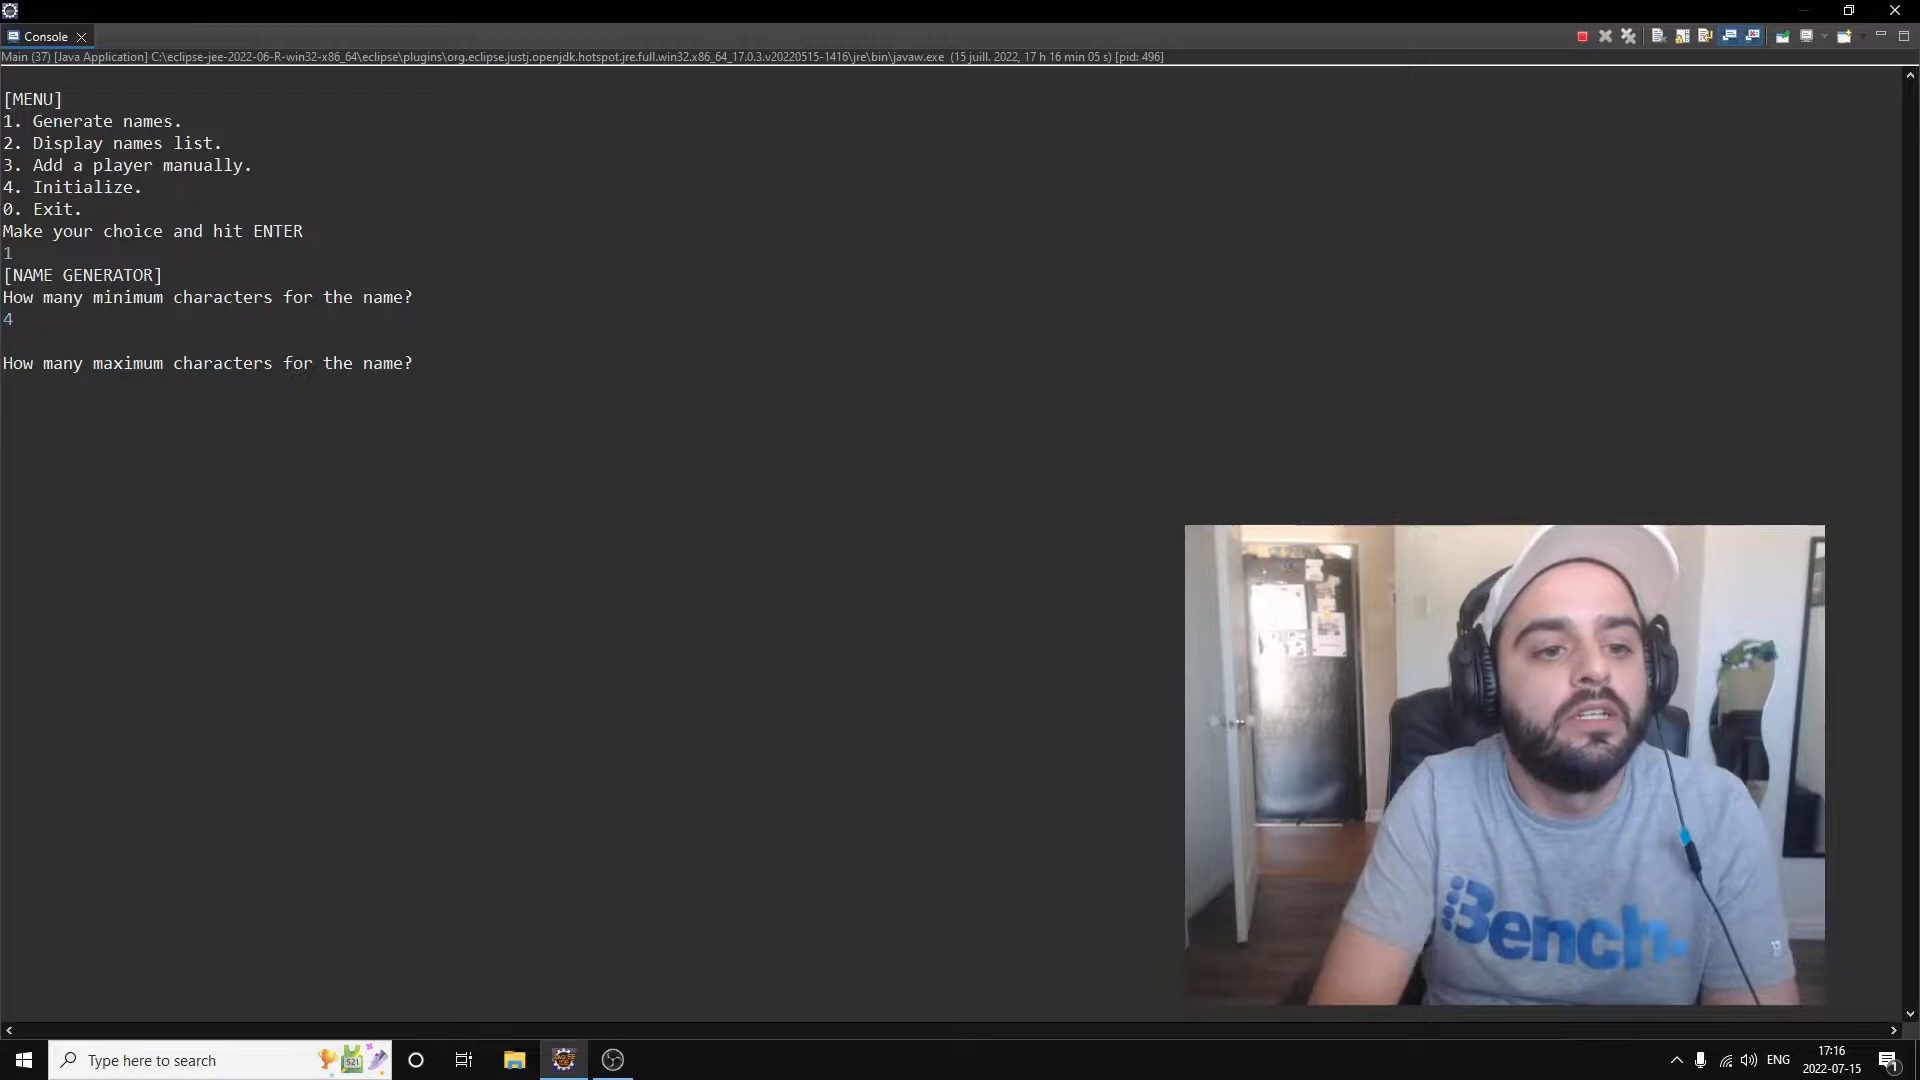 Console
Main (37) [Java Application] C:\eclipse-jee-2022-06-R-win32-x86_64\eclipse\plugins\org.eclipse.justj.openjdk.hotspot.jre.full.win32.x86_64_17.0.3.v20220515-1416\jre\bin\javaw.exe (15 juill. 2022, 17 h 16 min 05 s) [pid: 496]
[MENU]
1. Generate names.
2. Display names list.
3. Add a player manually.
4. Initialize.
0. Exit.
Make your choice and hit ENTER
1
[NAME GENERATOR]
How many minimum characters for the name?
4
How many maximum characters for the name?
Bench.
Type here to search
521
ENG
17:16
2022-07-15
1